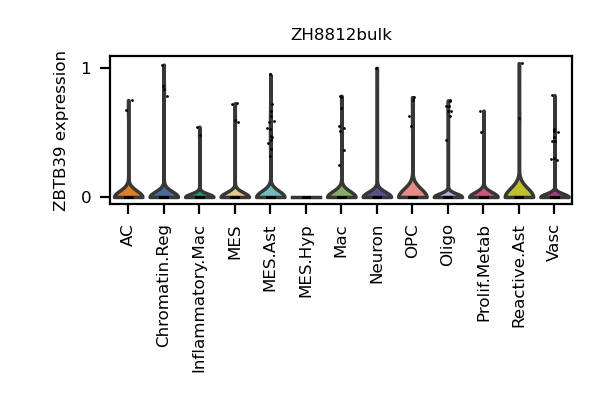 ZH8812bulk
ZBTB39 expression
1
0
AC
Chromatin.Reg
Inflammatory.Mac
MES
MES.Ast
MES.Hyp
Mac
Neuron
OPC
Oligo
Prolif.Metab
Reactive.Ast
Vasc